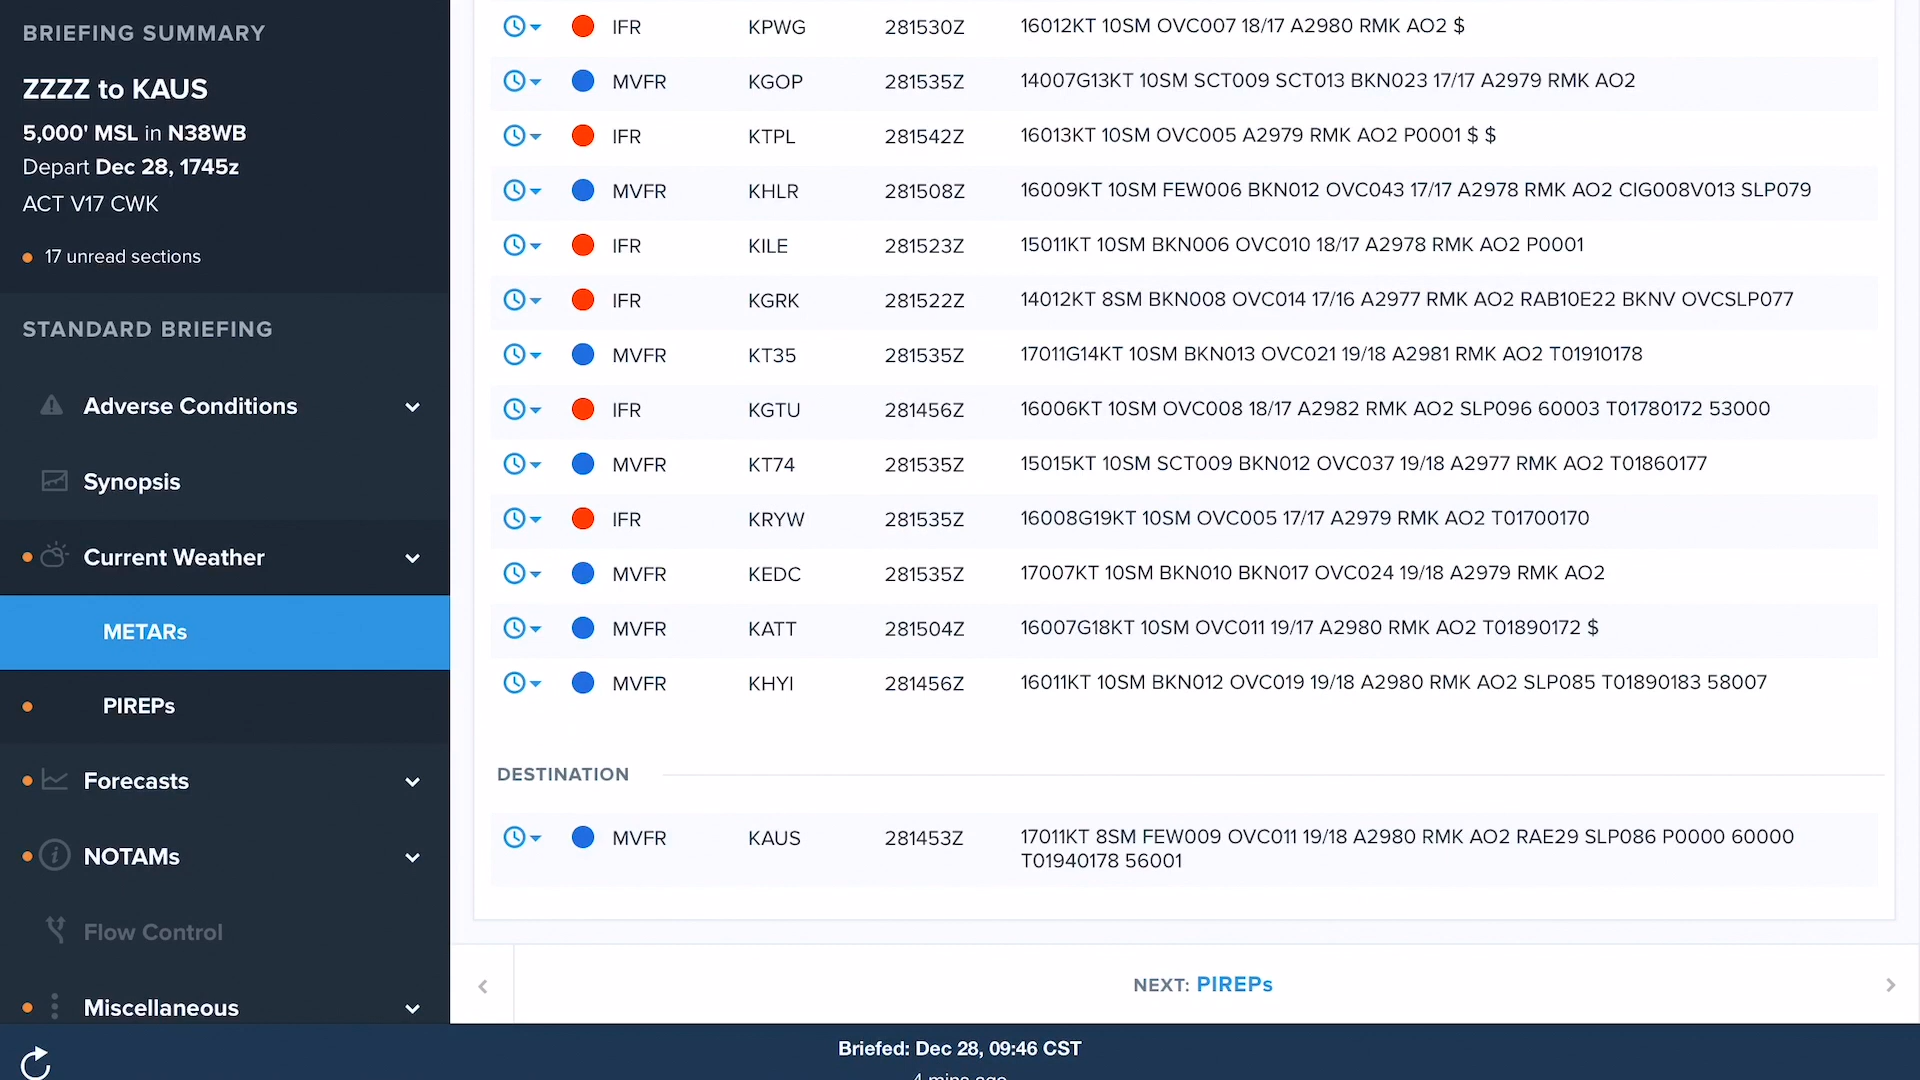 BRIEFING SUMMARY
ZZZZ to KAUS
5,000' MSL in N38WB
Depart Dec 28, 1745z
ACT V17 CWK
17 unread sections
STANDARD BRIEFING
Adverse Conditions
Synopsis
Current Weather
METARs
PIREPs
Forecasts
NOTAMs
Flow Control
Miscellaneous
IFR KPWG 281530Z 16012KT 10SM OVC007 18/17 A2980 RMK AO2 $
MVFR KGOP 281535Z 14007G13KT 10SM SCT009 SCT013 BKN023 17/17 A2979 RMK AO2
IFR KTPL 281542Z 16013KT 10SM OVC005 A2979 RMK AO2 P0001 $ $
MVFR KHLR 281508Z 16009KT 10SM FEW006 BKN012 OVC043 17/17 A2978 RMK AO2 CIG008V013 SLP079
IFR KILE 281523Z 15011KT 10SM BKN006 OVC010 18/17 A2978 RMK AO2 P0001
IFR KGRK 281522Z 14012KT 8SM BKN008 OVC014 17/16 A2977 RMK AO2 RAB10E22 BKNV OVCSLP077
MVFR KT35 281535Z 17011G14KT 10SM BKN013 OVC021 19/18 A2981 RMK AO2 T01910178
IFR KGTU 281456Z 16006KT 10SM OVC008 18/17 A2982 RMK AO2 SLP096 60003 T01780172 53000
MVFR KT74 281535Z 15015KT 10SM SCT009 BKN012 OVC037 19/18 A2977 RMK AO2 T01860177
IFR KRYW 281535Z 16008G19KT 10SM OVC005 17/17 A2979 RMK AO2 T01700170
MVFR KEDC 281535Z 17007KT 10SM BKN010 BKN017 OVC024 19/18 A2979 RMK AO2
MVFR KATT 281504Z 16007G18KT 10SM OVC011 19/17 A2980 RMK AO2 T01890172 $
MVFR KHYI 281456Z 16011KT 10SM BKN012 OVC019 19/18 A2980 RMK AO2 SLP085 T01890183 58007
DESTINATION
MVFR KAUS 281453Z 17011KT 8SM FEW009 OVC011 19/18 A2980 RMK AO2 RAE29 SLP086 P0000 60000
T01940178 56001
NEXT: PIREPs
Briefed: Dec 28, 09:46 CST
4 mins ago